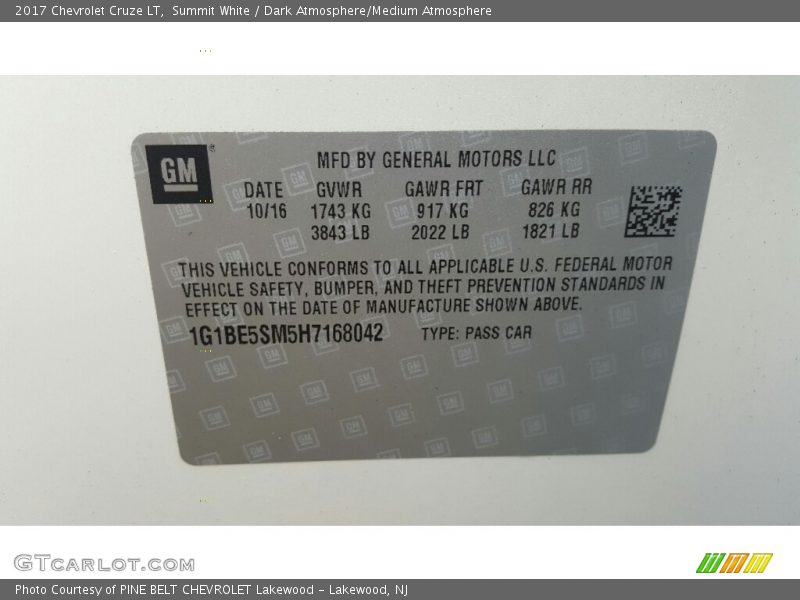 2017 Chevrolet Cruze LT, Summit White / Dark Atmosphere/Medium Atmosphere
GM
MFD BY GENERAL MOTORS LLC
DATE GVWR GAWR FRT GAWR RR
10/16 1743 KG 917 KG 826 KG
3843 LB 2022 LB 1821 LB
THIS VEHICLE CONFORMS TO ALL APPLICABLE U.S. FEDERAL MOTOR
VEHICLE SAFETY, BUMPER, AND THEFT PREVENTION STANDARDS IN
EFFECT ON THE DATE OF MANUFACTURE SHOWN ABOVE.
1G1BE5SM5H7168042 TYPE: PASS CAR
GTCARLOT.COM
Photo Courtesy of PINE BELT CHEVROLET Lakewood - Lakewood, NJ